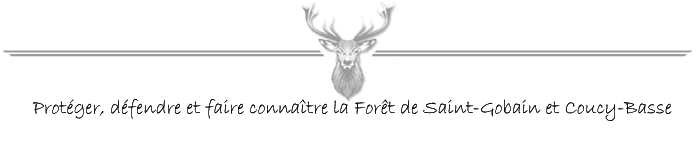 Protéger, défendre et faire connaître la Forêt de Saint-Gobain et Coucy-Basse